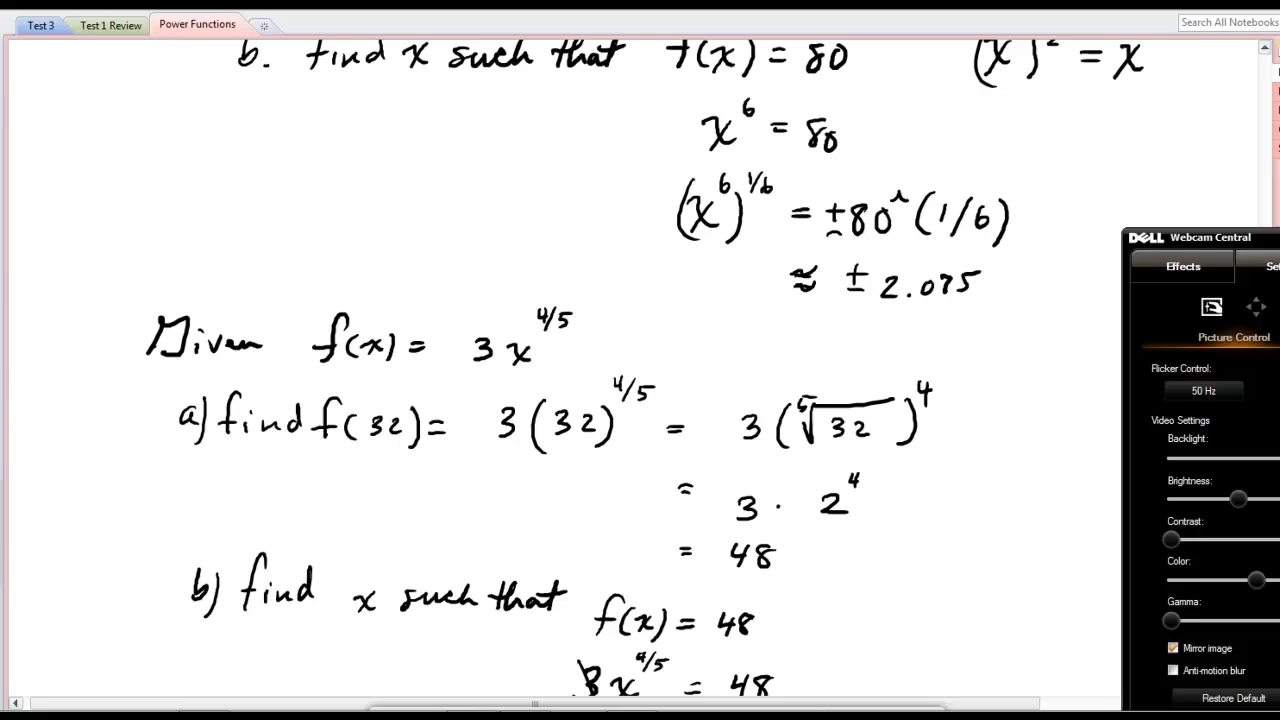 Test 3
Test 1 Review
Power Functions
Search All Notebooks
b. find x such that f(x) = 80
x^6 = 80
(x^6)^1/6 = ±80^(1/6)
≈ ± 2.075
Given f(x) = 3x^4/5
a) find f(32) = 3(32)^4/5 = 3(⁵√32)^4
= 3 · 2^4
= 48
b) find x such that
f(x) = 48
3x^4/5 = 48
DELL Webcam Central
Effects
Picture Control
Flicker Control:
50 Hz
Video Settings
Backlight:
Brightness:
Contrast:
Color:
Gamma:
Mirror image
Anti-motion blur
Restore Default